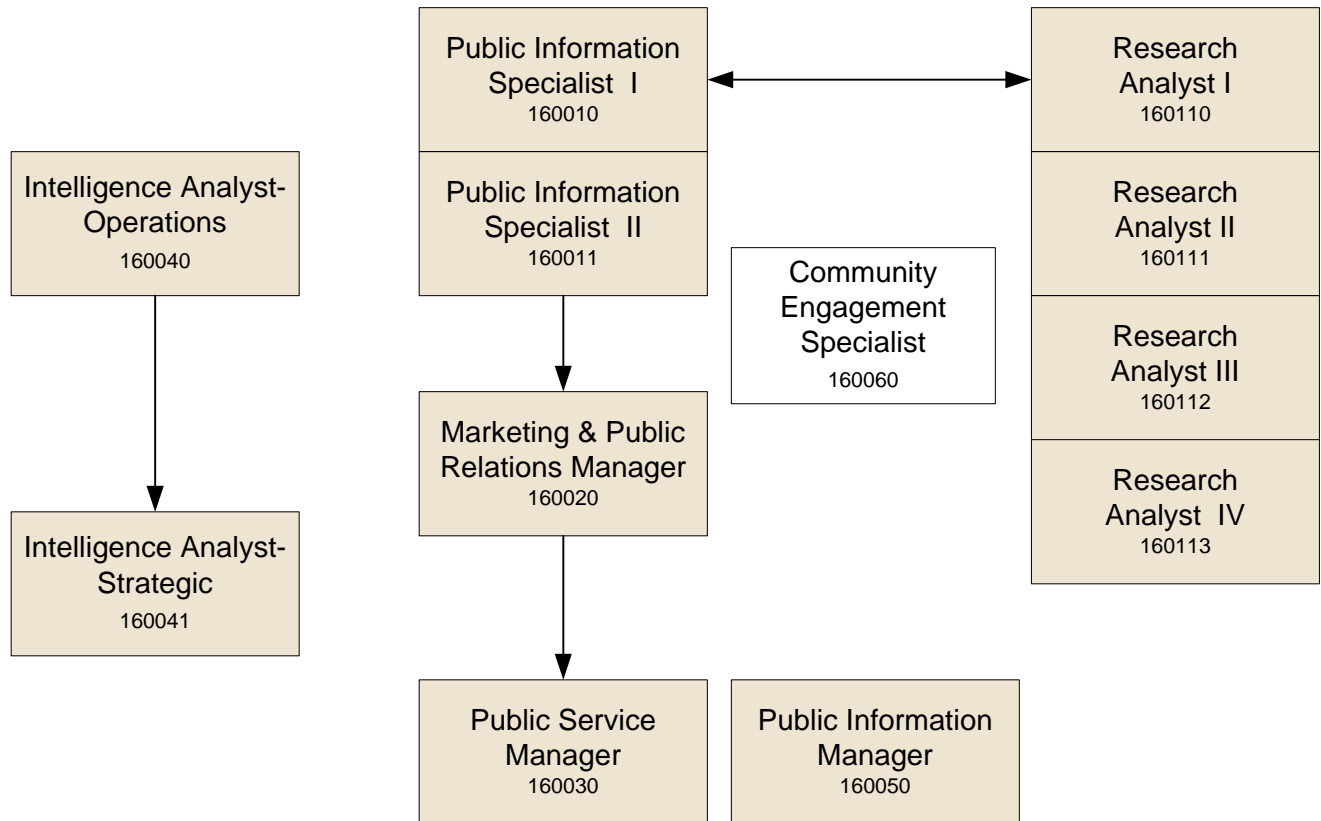 Public Information
Specialist  I
160010
Research
Analyst I
160110
Intelligence Analyst-
Operations
160040
Public Information
Specialist  II
160011
Research
Analyst II
160111
Community
Engagement
Specialist
160060
Research
Analyst III
160112
Marketing & Public
Relations Manager
160020
Research
Analyst  IV
160113
Intelligence Analyst-
Strategic
160041
Public Service
Manager
160030
Public Information
Manager
160050